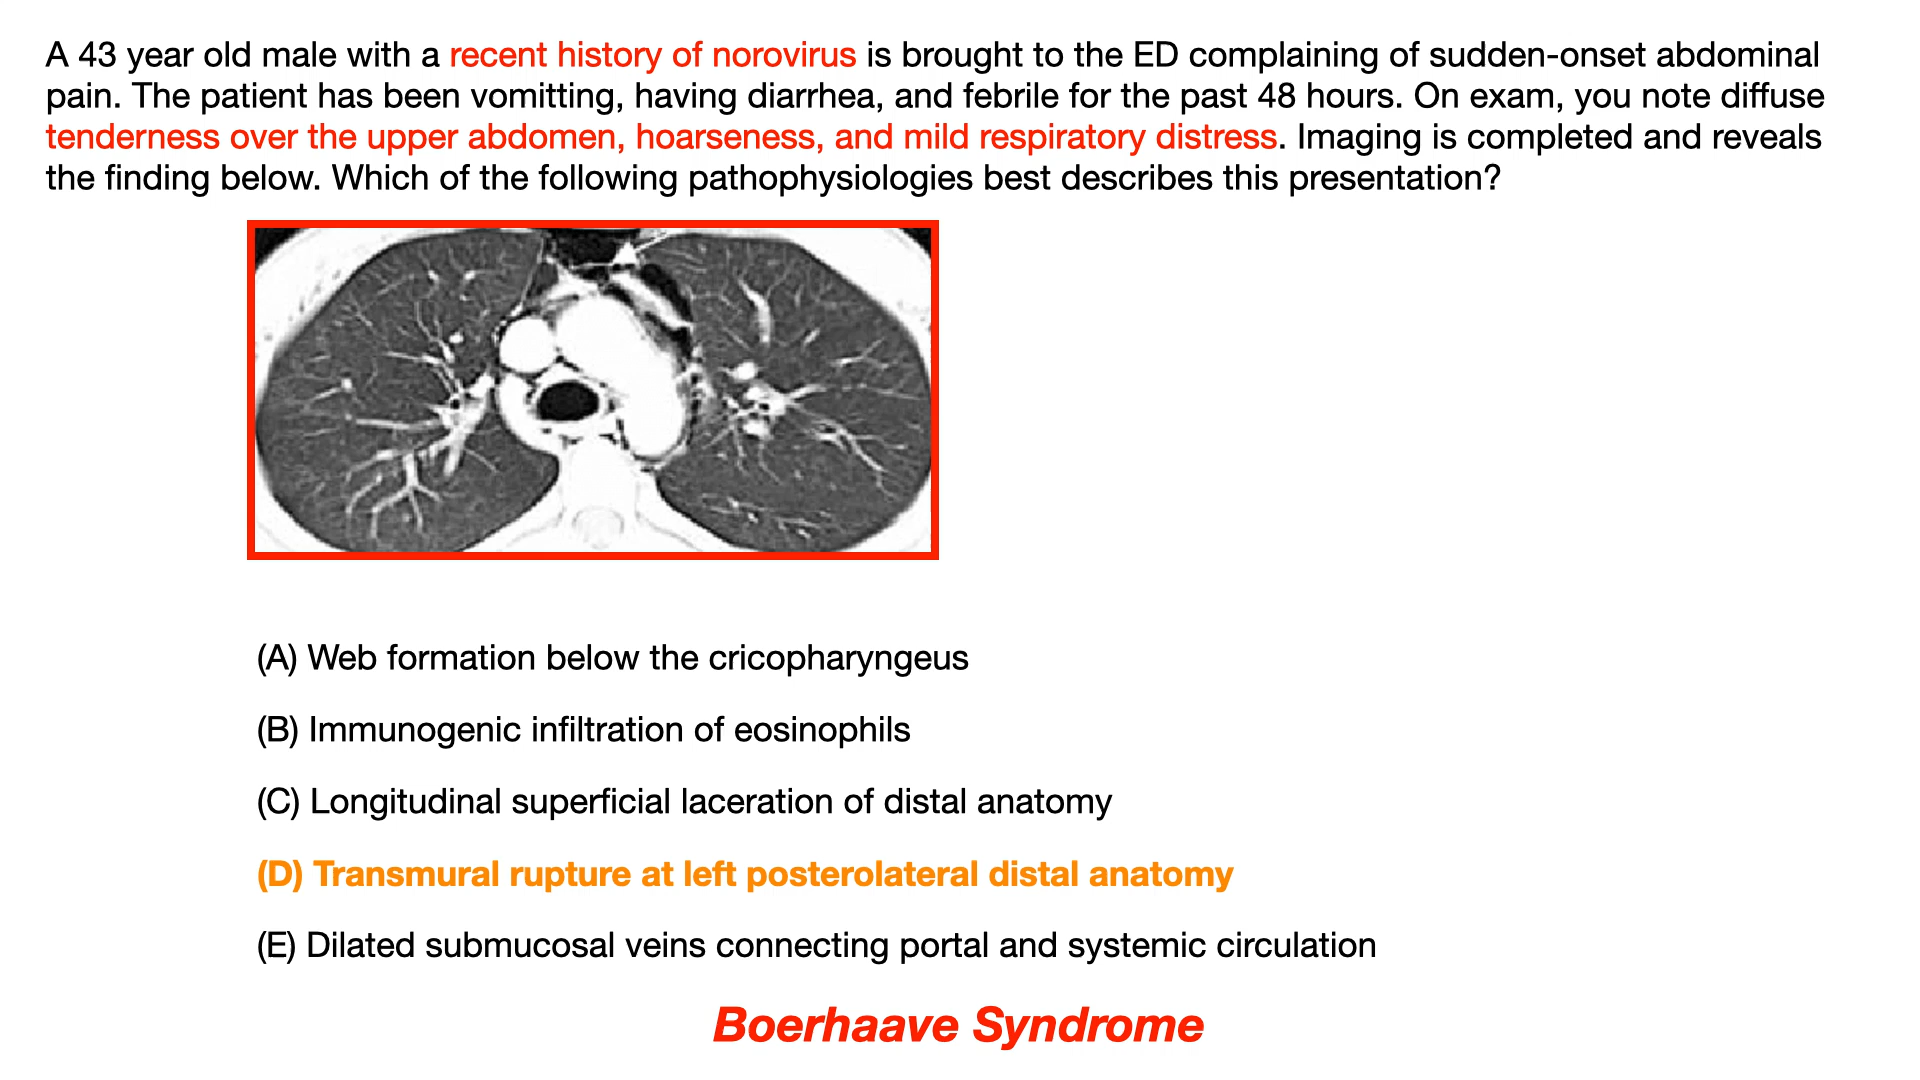 A 43 year old male with a recent history of norovirus is brought to the ED complaining of sudden-onset abdominal
pain. The patient has been vomitting, having diarrhea, and febrile for the past 48 hours. On exam, you note diffuse
tenderness over the upper abdomen, hoarseness, and mild respiratory distress. Imaging is completed and reveals
the finding below. Which of the following pathophysiologies best describes this presentation?
(A) Web formation below the cricopharyngeus
(B) Immunogenic infiltration of eosinophils
(C) Longitudinal superficial laceration of distal anatomy
(D) Transmural rupture at left posterolateral distal anatomy
(E) Dilated submucosal veins connecting portal and systemic circulation
Boerhaave Syndrome